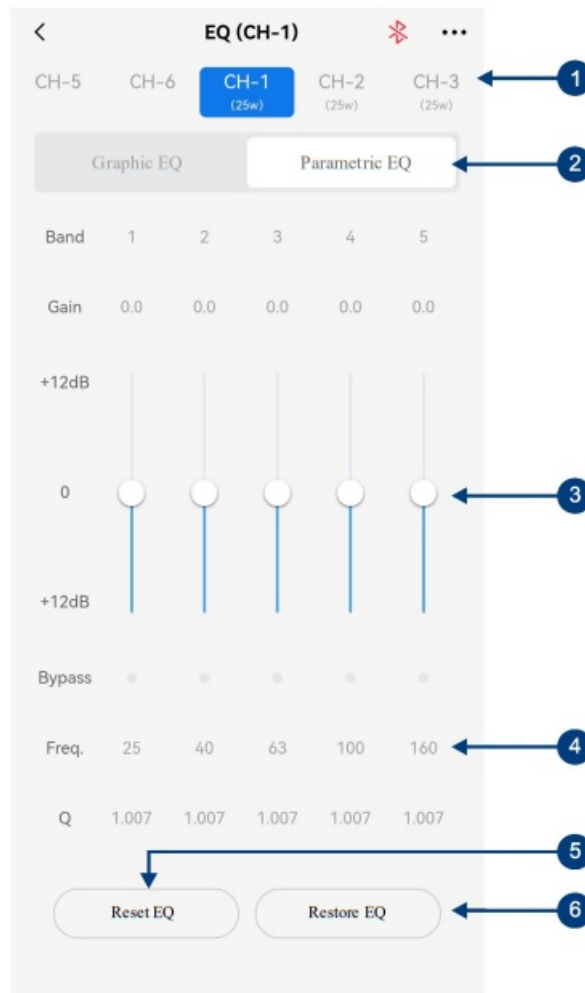 EQ (CH-1)
CH-5 CH-6 CH-1 CH-2 CH-3
(25w) (25w) (25w)
1
Graphic EQ Parametric EQ
2
Band 1 2 3 4 5
Gain 0.0 0.0 0.0 0.0 0.0
+12dB
0
3
+12dB
Bypass
Freq. 25 40 63 100 160
4
Q 1.007 1.007 1.007 1.007 1.007
5
Reset EQ Restore EQ
6